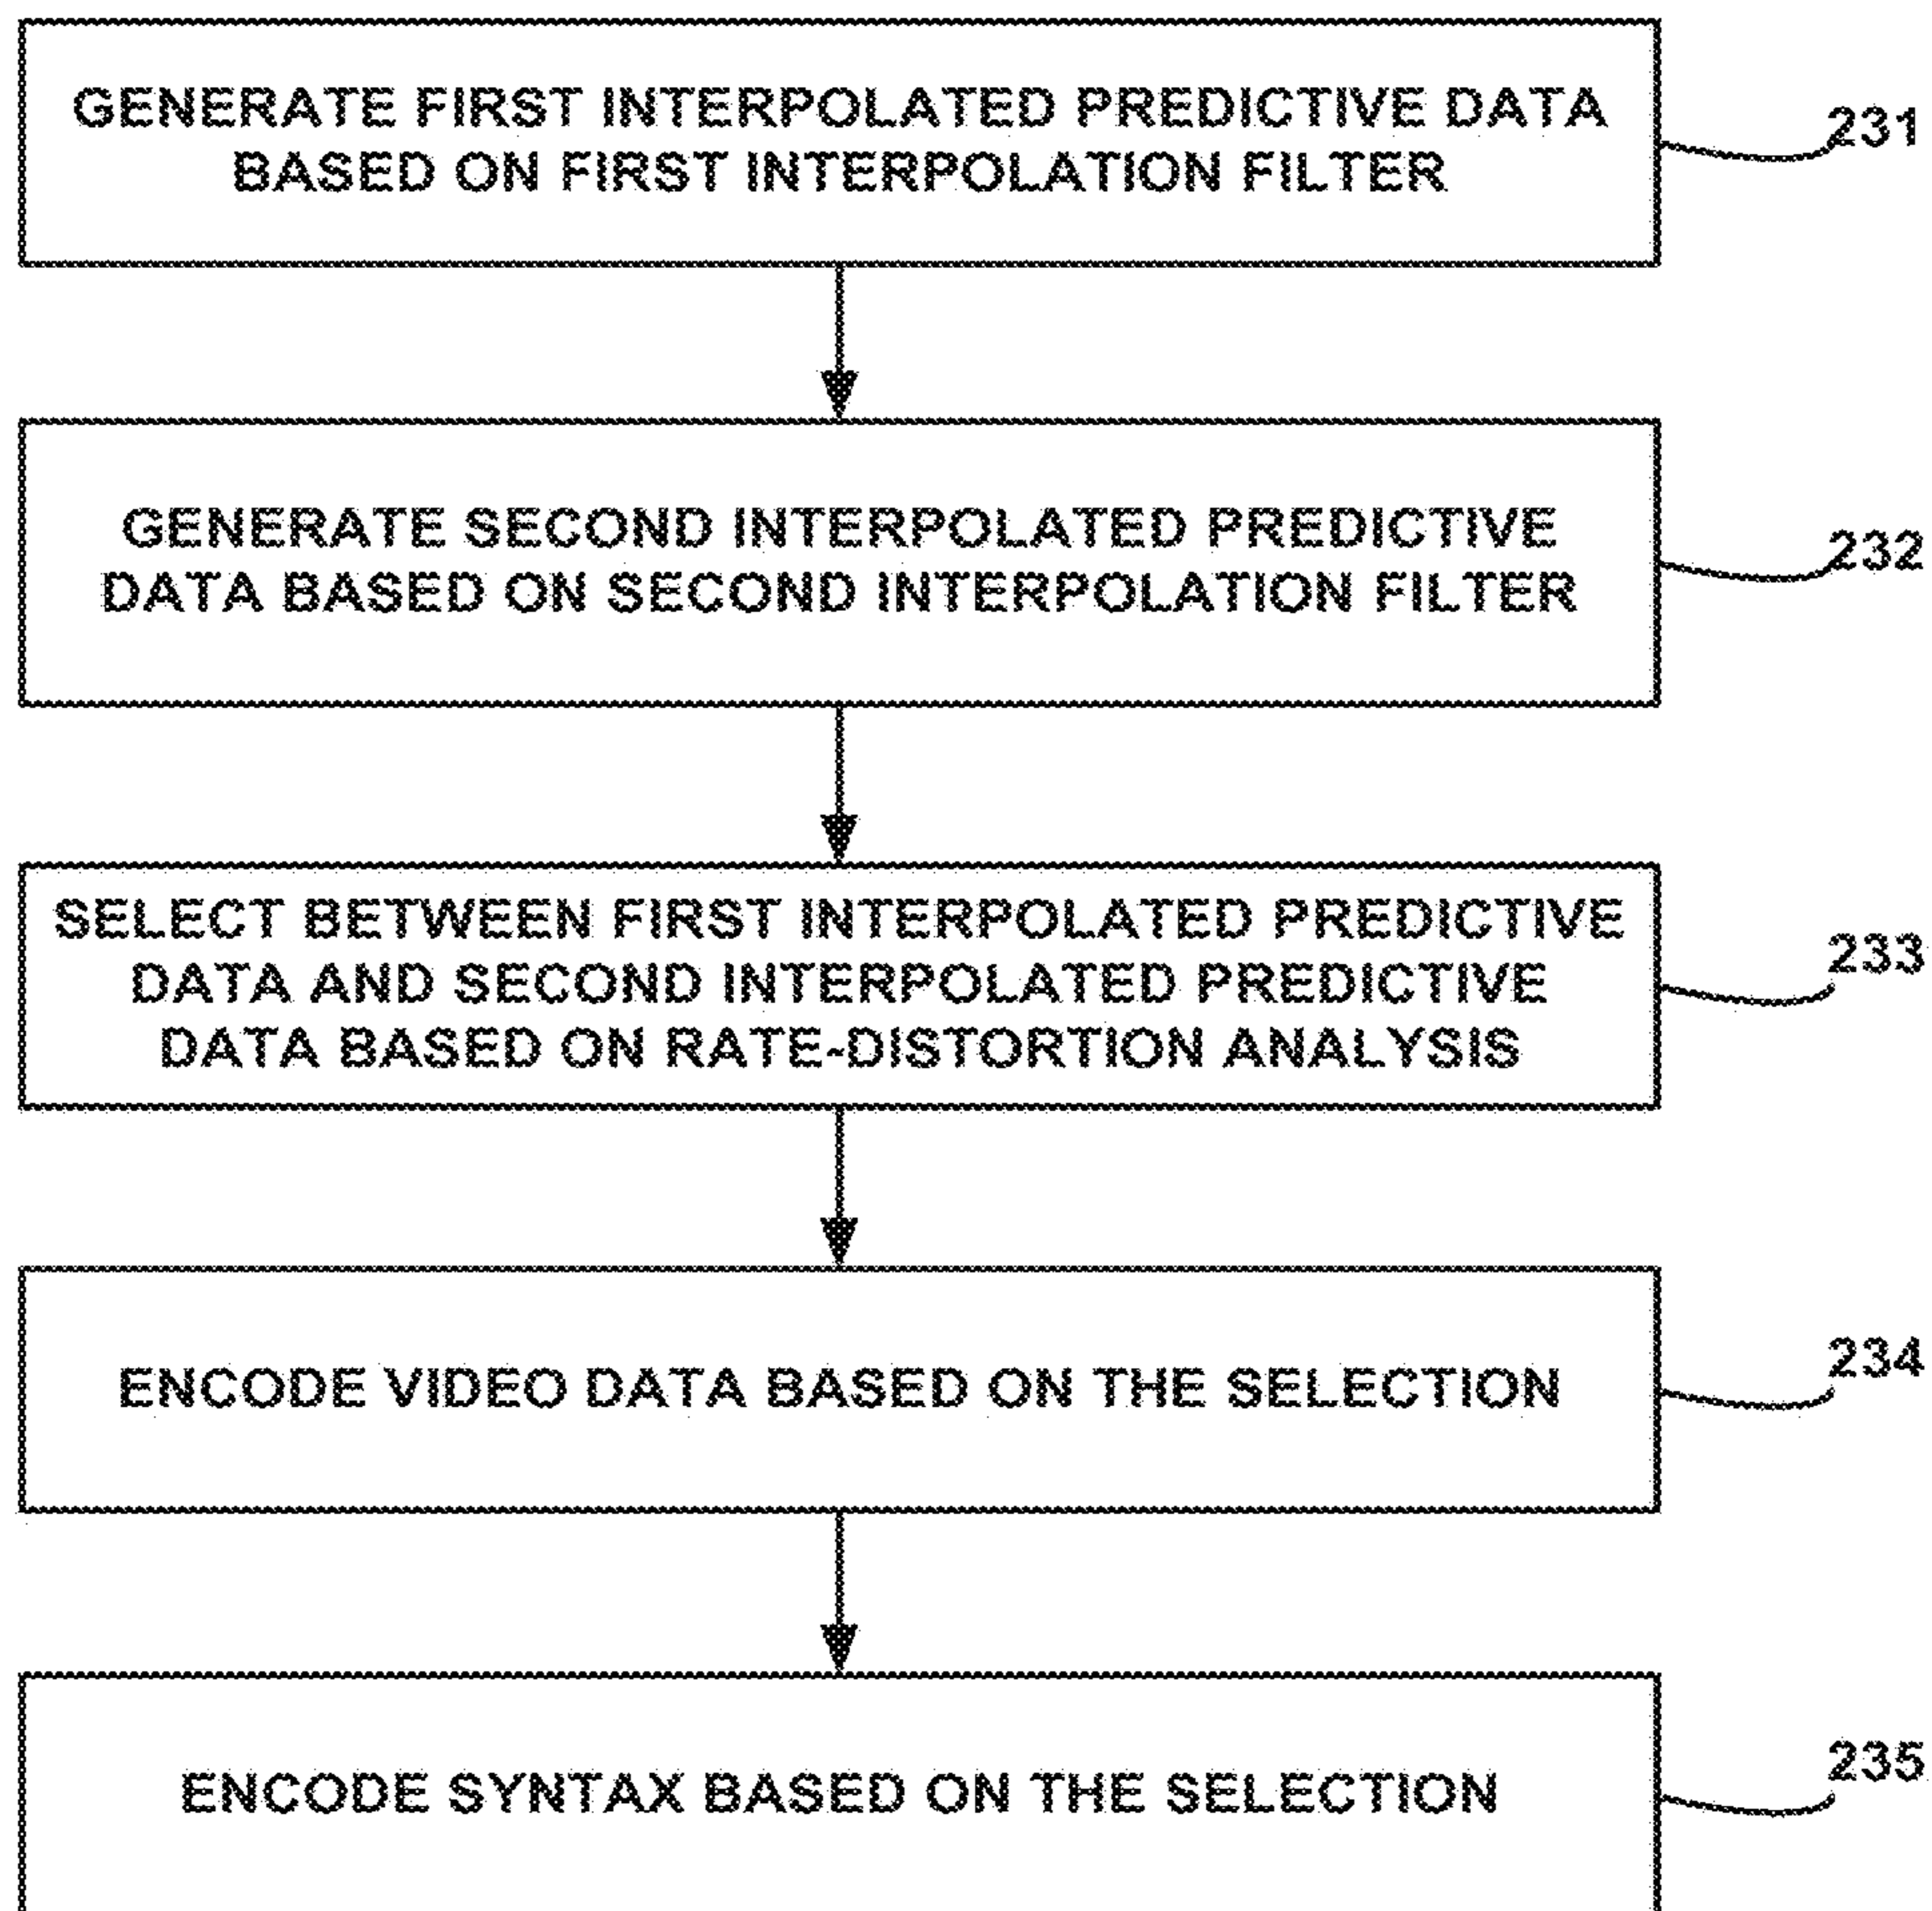 GENERATE FIRST INTERPOLATED PREDICTIVE DATA
BASED ON FIRST INTERPOLATION FILTER
231
GENERATE SECOND INTERPOLATED PREDICTIVE
DATA BASED ON SECOND INTERPOLATION FILTER
232
SELECT BETWEEN FIRST INTERPOLATED PREDICTIVE
DATA AND SECOND INTERPOLATED PREDICTIVE
DATA BASED ON RATE-DISTORTION ANALYSIS
233
ENCODE VIDEO DATA BASED ON THE SELECTION
234
ENCODE SYNTAX BASED ON THE SELECTION
235